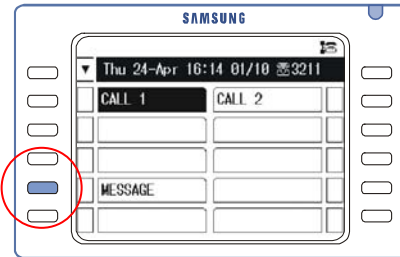 SAMSUNG
Thu 24-Apr 16:14 01/10 ☎3211
CALL 1 CALL 2
MESSAGE